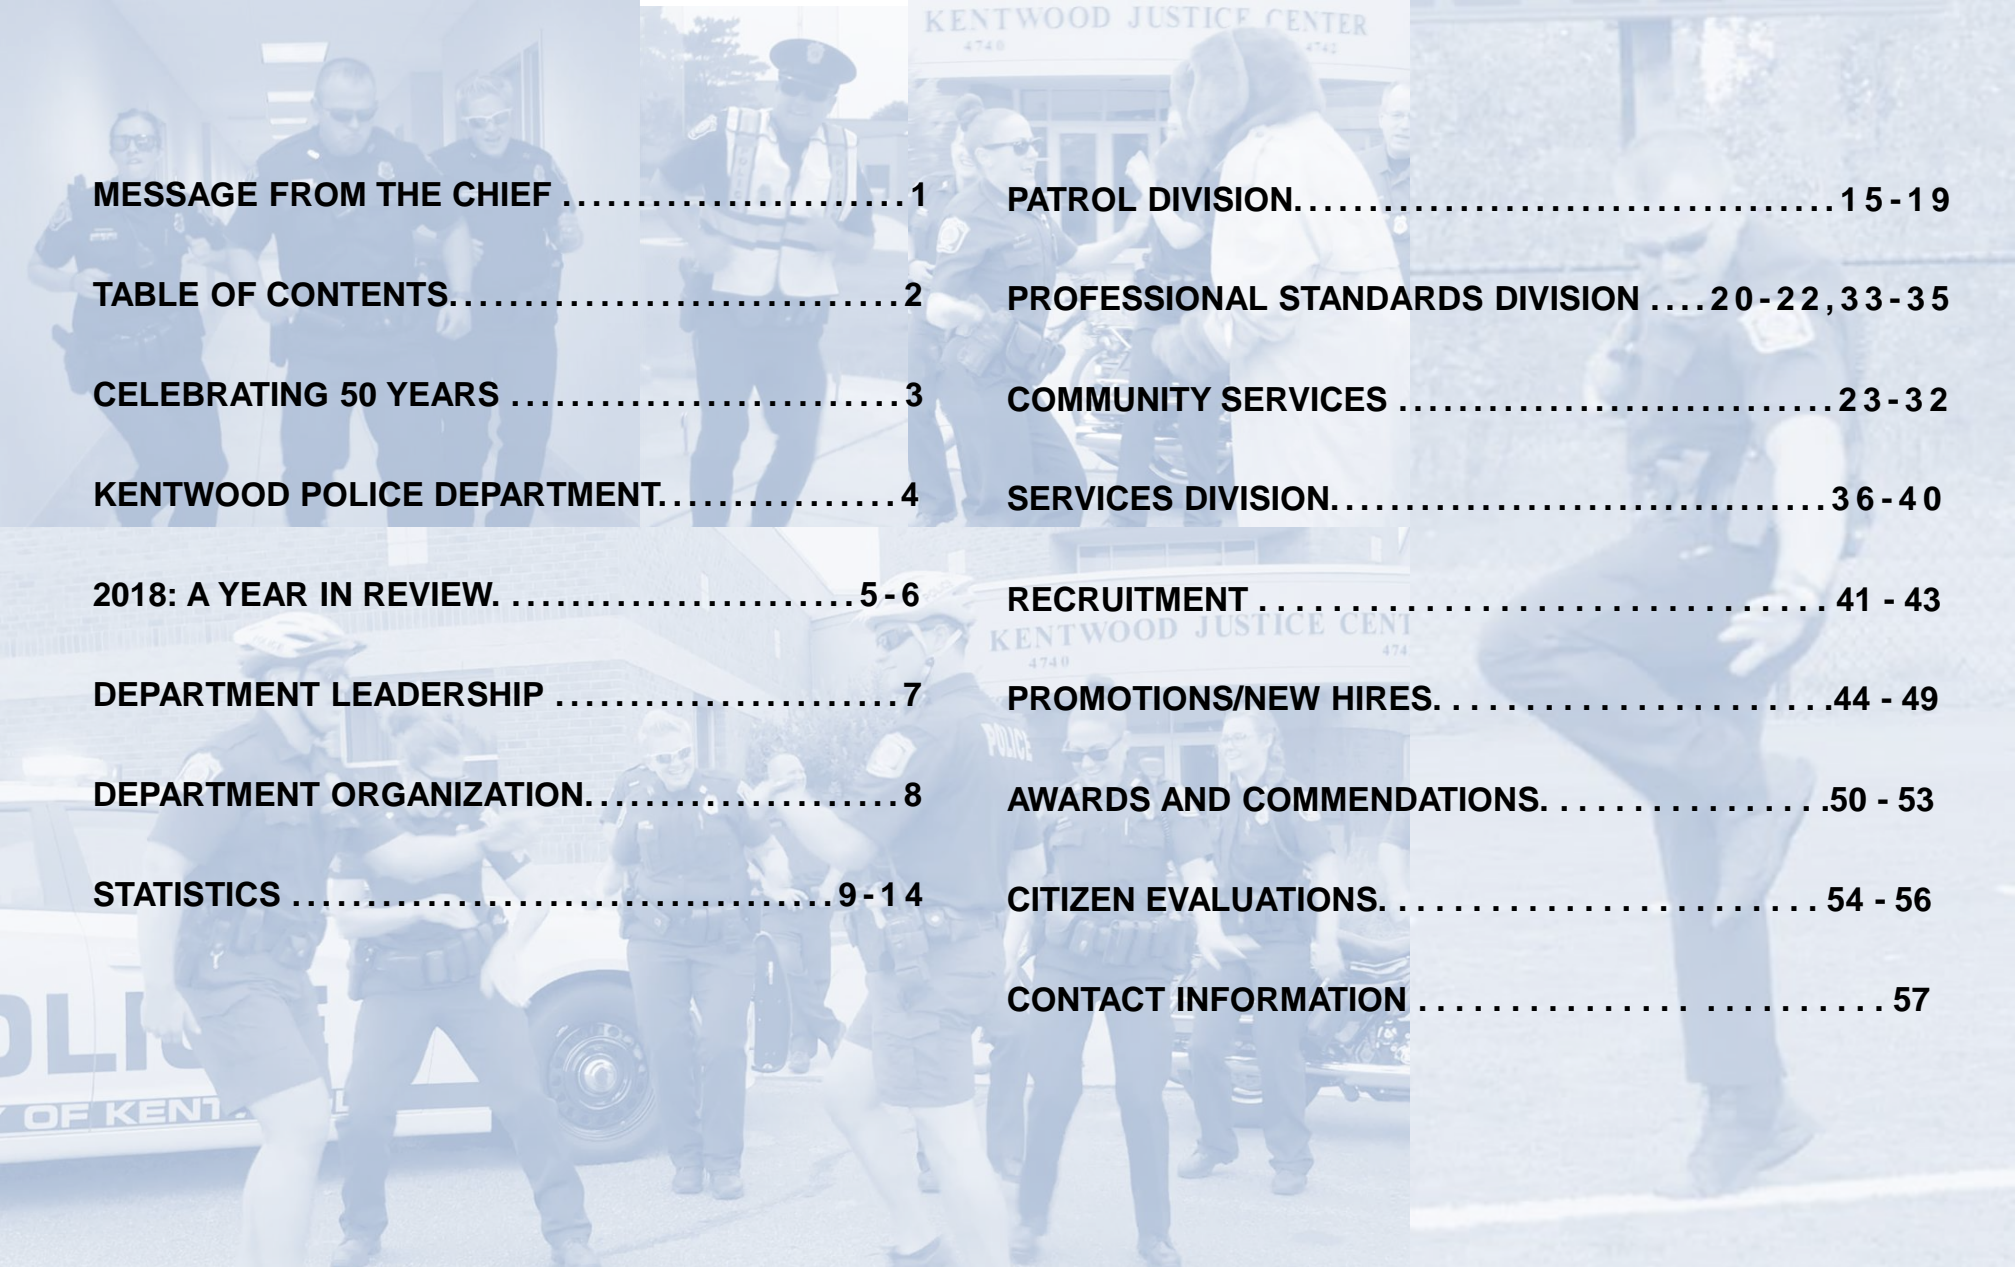 MESSAGE FROM THE CHIEF . . . . . . . . . . . . . . . . . . . . . . . 1
TABLE OF CONTENTS. . . . . . . . . . . . . . . . . . . . . . . . . . . . . . 2
CELEBRATING 50 YEARS . . . . . . . . . . . . . . . . . . . . . . . . . . 3
KENTWOOD POLICE DEPARTMENT. . . . . . . . . . . . . . . . 4
2018: A YEAR IN REVIEW. . . . . . . . . . . . . . . . . . . . . . . . 5-6
DEPARTMENT LEADERSHIP . . . . . . . . . . . . . . . . . . . . . . . 7
DEPARTMENT ORGANIZATION. . . . . . . . . . . . . . . . . . . . . 8
STATISTICS . . . . . . . . . . . . . . . . . . . . . . . . . . . . . . . . . . . . 9-14
PATROL DIVISION. . . . . . . . . . . . . . . . . . . . . . . . . . . . . . . . . . . . 15-19
PROFESSIONAL STANDARDS DIVISION . . . . 20-22,33-35
COMMUNITY SERVICES . . . . . . . . . . . . . . . . . . . . . . . . . . . . . 23-32
SERVICES DIVISION. . . . . . . . . . . . . . . . . . . . . . . . . . . . . . . . . 36-40
RECRUITMENT . . . . . . . . . . . . . . . . . . . . . . . . . . . . . . . 41 - 43
PROMOTIONS/NEW HIRES. . . . . . . . . . . . . . . . . . . . . . .44 - 49
AWARDS AND COMMENDATIONS. . . . . . . . . . . . . . . .50 - 53
CITIZEN EVALUATIONS. . . . . . . . . . . . . . . . . . . . . . . . 54 - 56
CONTACT INFORMATION . . . . . . . . . . . . . . . . . . . . . . . . . 57
KENTWOOD JUSTICE CENTER
4740 4742
KENTWOOD JUSTICE CENT
4740 474
POLICE
OF KENT